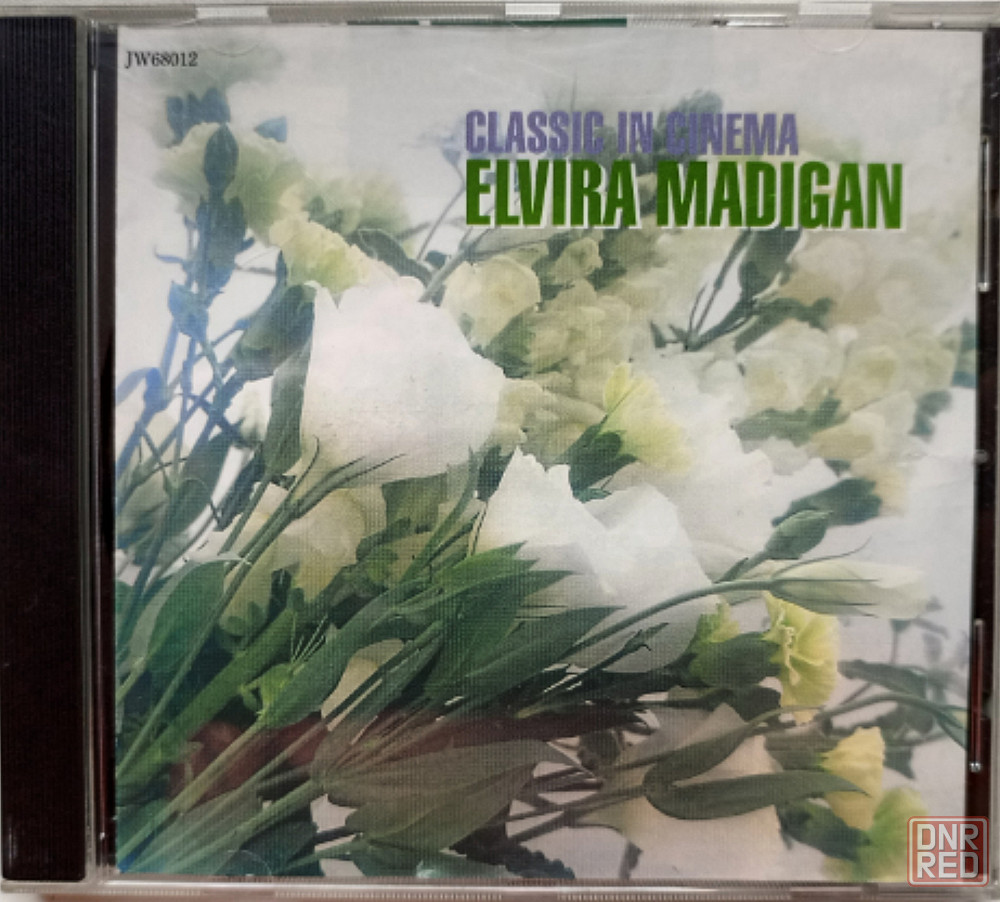 JW68012
CLASSIC IN CINEMA
ELVIRA MADIGAN
DNR
RED